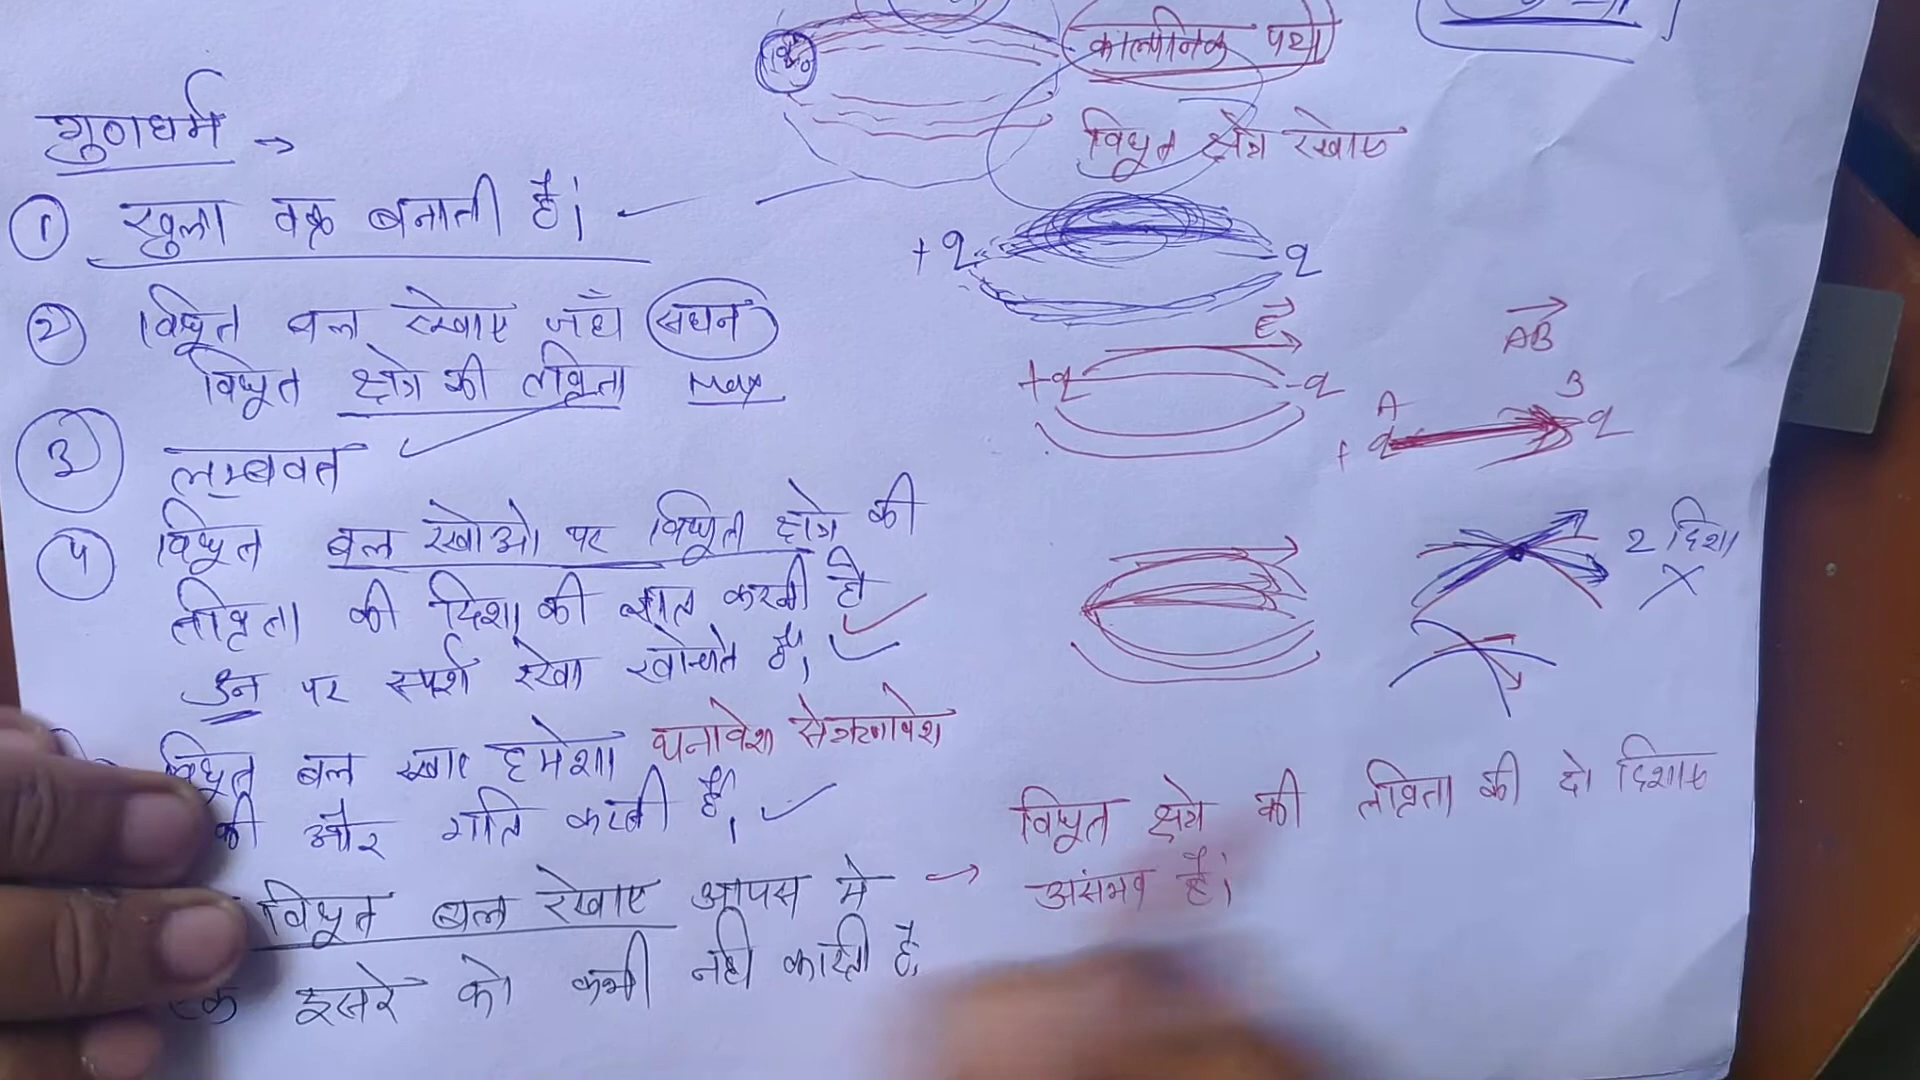 काल्पनिक पथ
गुणधर्म →
विधुत क्षेत्र रेखाए
① खुला वक्र बनाती है।
+q -q
② विधुत बल रेखाए जहाँ सघन
विधुत क्षेत्र की तीव्रता Max
E
+q -q
AB
A B
+q -q
③ लम्बवत
④ विधुत बल रेखाओ पर विधुत क्षेत्र की
तीव्रता की दिशा की ज्ञात करनी हो
उन पर स्पर्श रेखा खीन्चते हैं।
2 दिशा
X
विधुत बल रेखाए हमेशा धनावेश से ऋणावेश
की और गति करती हैं।
विधुत बल रेखाए आपस मे →
एक दूसरे को कभी नही काटती है
विधुत क्षेत्र की तीव्रता की दो दिशाए
असंभव है।